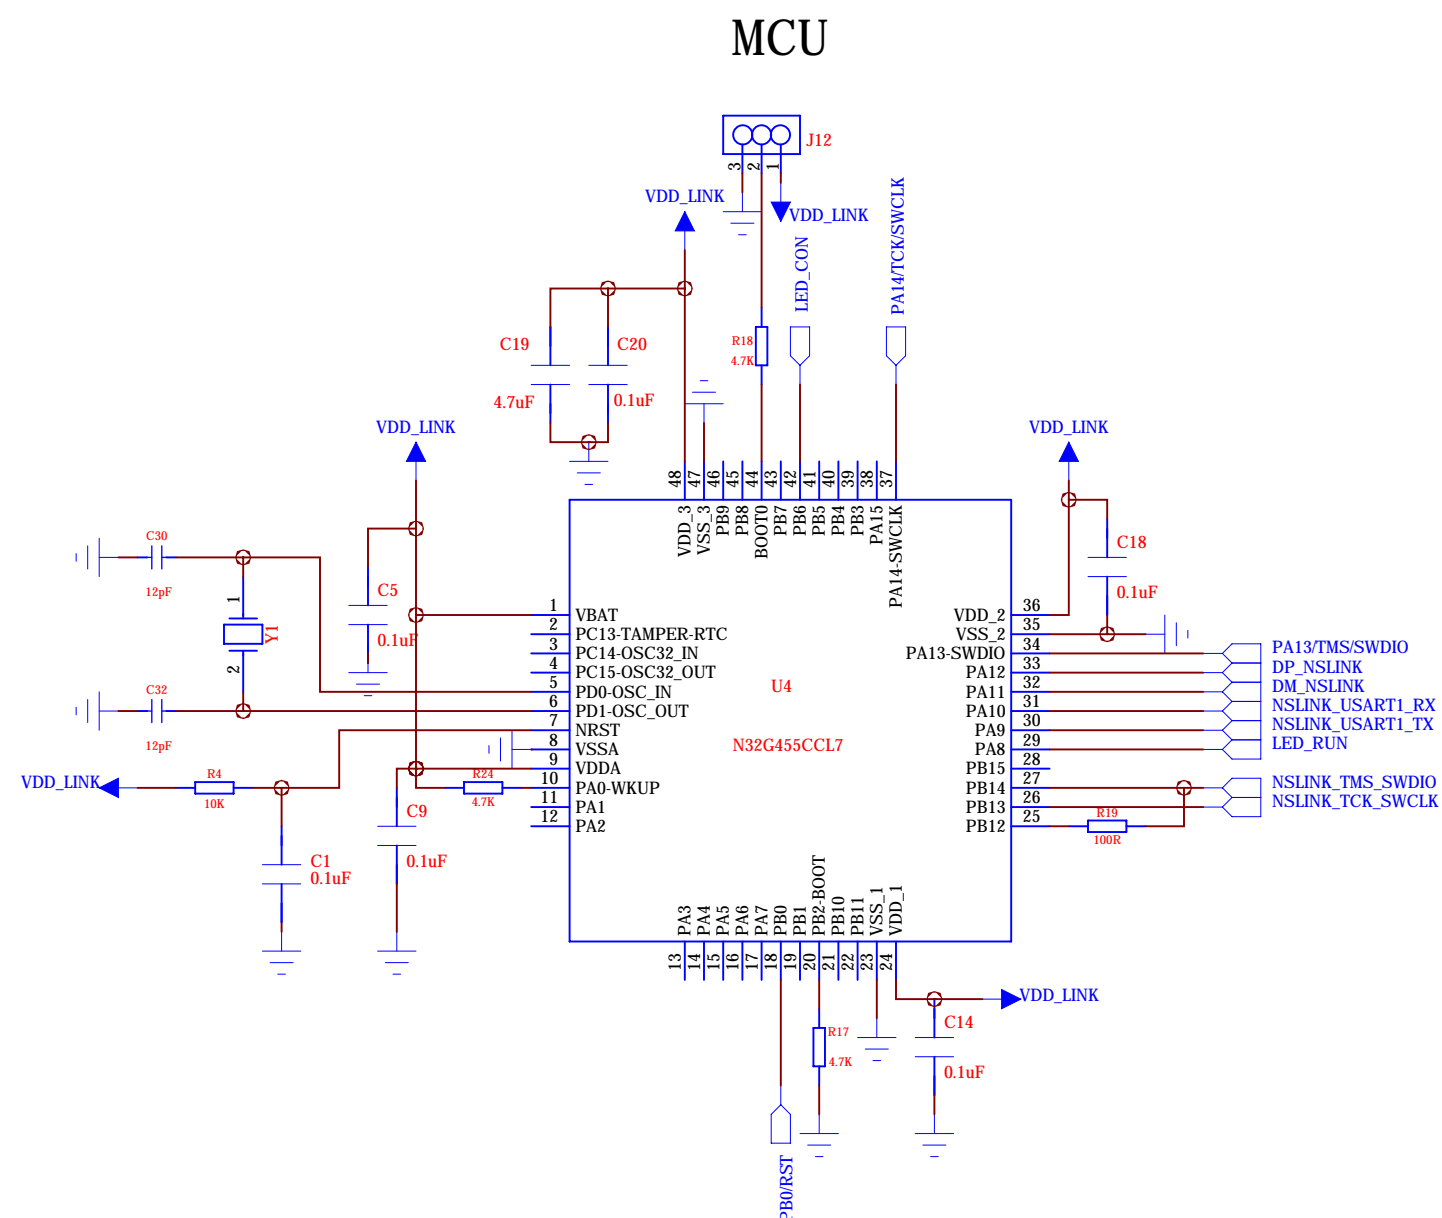 MCU
J12
3
2
1
VDD_LINK
VDD_LINK
LED_CON
PA14/TCK/SWCLK
C19
4.7uF
C20
0.1uF
R18
4.7K
VDD_LINK
VDD_LINK
48
47
46
45
44
43
42
41
40
39
38
37
VDD_3
VSS_3
PB9
PB8
BOOT0
PB7
PB6
PB5
PB4
PB3
PA15
PA14-SWCLK
C30
12pF
C5
0.1uF
C18
0.1uF
1
Y1
2
C32
12pF
1 VBAT
2 PC13-TAMPER-RTC
3 PC14-OSC32_IN
4 PC15-OSC32_OUT
5 PD0-OSC_IN
6 PD1-OSC_OUT
7 NRST
8 VSSA
9 VDDA
10 PA0-WKUP
11 PA1
12 PA2
U4
N32G455CCL7
VDD_2 36
VSS_2 35
PA13-SWDIO 34 PA13/TMS/SWDIO
PA12 33 DP_NSLINK
PA11 32 DM_NSLINK
PA10 31 NSLINK_USART1_RX
PA9 30 NSLINK_USART1_TX
PA8 29 LED_RUN
PB15 28
PB14 27 NSLINK_TMS_SWDIO
PB13 26 NSLINK_TCK_SWCLK
PB12 25
R19
100R
VDD_LINK
R4
10K
R24
4.7K
C9
0.1uF
C1
0.1uF
PA3
PA4
PA5
PA6
PA7
PB0
PB1
PB2-BOOT
PB10
PB11
VSS_1
VDD_1
13
14
15
16
17
18
19
20
21
22
23
24
VDD_LINK
C14
0.1uF
R17
4.7K
PB0/RST